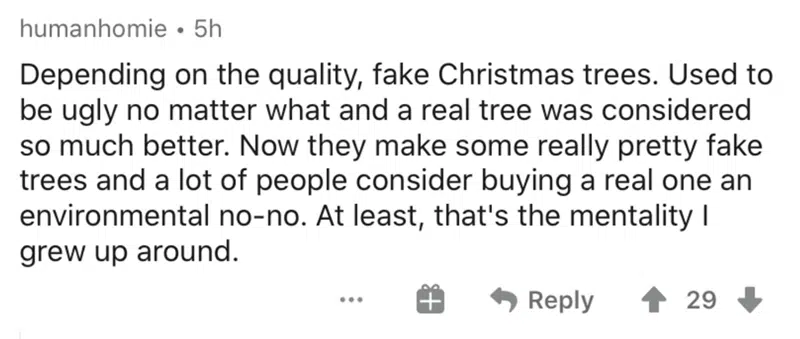 humanhomie • 5h
Depending on the quality, fake Christmas trees. Used to
be ugly no matter what and a real tree was considered
so much better. Now they make some really pretty fake
trees and a lot of people consider buying a real one an
environmental no-no. At least, that's the mentality I
grew up around.
... Reply 29